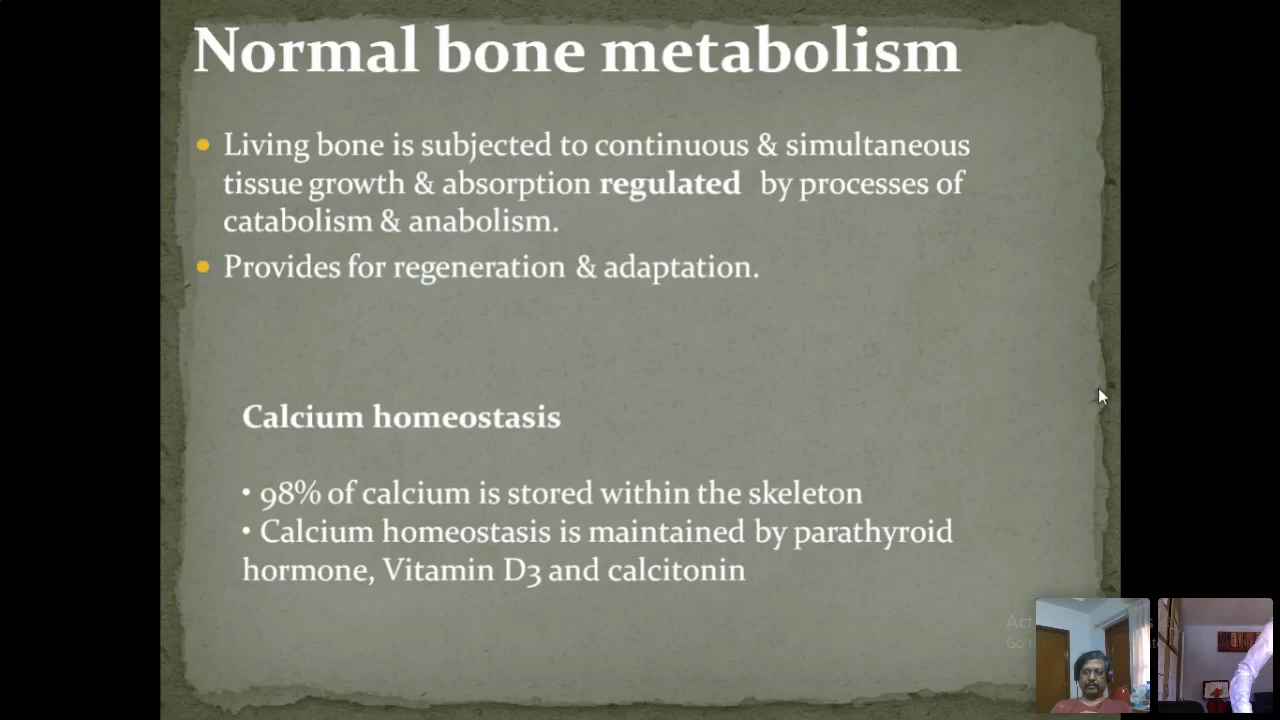 Normal bone metabolism
• Living bone is subjected to continuous & simultaneous
tissue growth & absorption regulated by processes of
catabolism & anabolism.
• Provides for regeneration & adaptation.
Calcium homeostasis
• 98% of calcium is stored within the skeleton
• Calcium homeostasis is maintained by parathyroid
hormone, Vitamin D3 and calcitonin